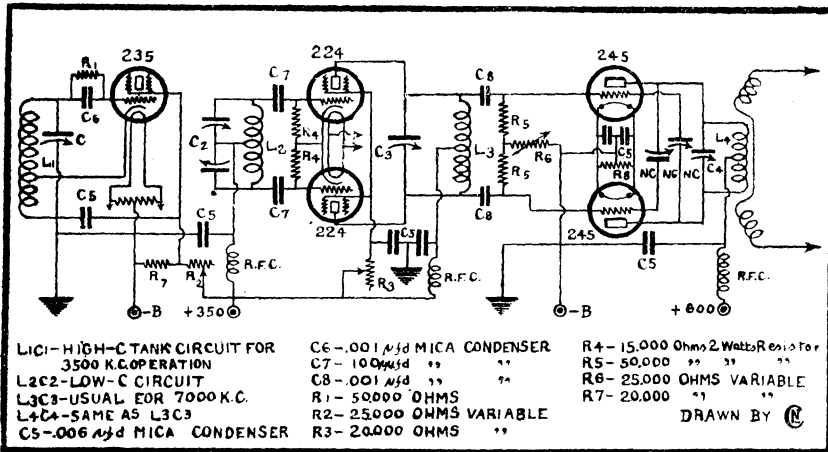 235
224
245
R1
C6
C
L1
C5
C7
C2
L2
R4
R4
C7
224
C3
C8
L3
R5
R6
R5
C8
C5
R8
NC
NC
NC
C4
L4
245
C5
C5
C5
R.F.C.
R.F.C.
R.F.C.
R7
R2
R3
-B
+350
-B
+800
L1C1-HIGH-C TANK CIRCUIT FOR
3500 K.C. OPERATION
L2C2-LOW-C CIRCUIT
L3C3-USUAL FOR 7000 K.C.
L4C4-SAME AS L3C3
C5-.006 μfd MICA CONDENSER
C6-.001 μfd MICA CONDENSER
C7-100μμfd " "
C8-.001 μfd " "
R1-50,000 OHMS
R2-25,000 OHMS VARIABLE
R3-20,000 OHMS "
R4-15,000 Ohms 2 Watts Resistor
R5-50,000 " " "
R6-25,000 OHMS VARIABLE
R7-20,000 " "
DRAWN BY